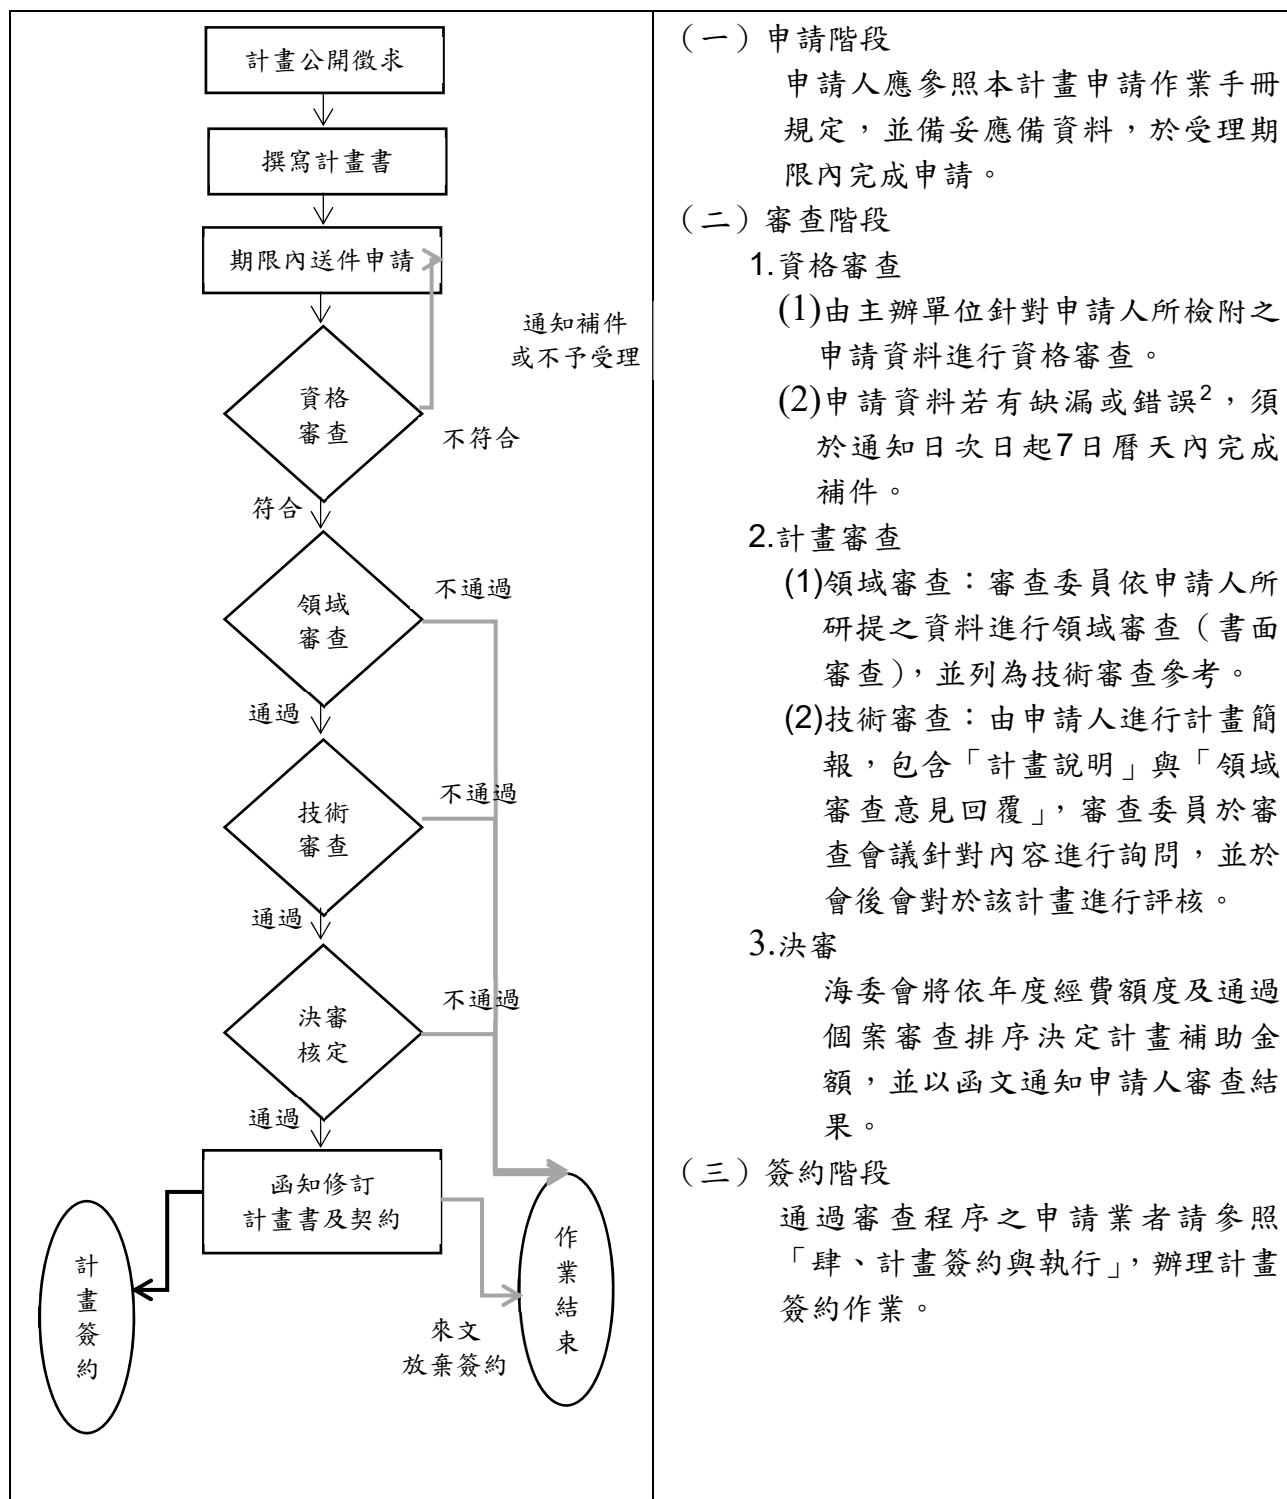 計畫公開徵求
撰寫計畫書
期限內送件申請
通知補件
或不予受理
資格
審查
不符合
符合
領域
審查
不通過
通過
技術
審查
不通過
通過
決審
核定
不通過
通過
函知修訂
計畫書及契約
計
畫
簽
約
作
業
結
束
來文
放棄簽約
（一）申請階段
申請人應參照本計畫申請作業手冊
規定，並備妥應備資料，於受理期
限內完成申請。
（二）審查階段
1.資格審查
(1)由主辦單位針對申請人所檢附之
申請資料進行資格審查。
(2)申請資料若有缺漏或錯誤2，須
於通知日次日起7日曆天內完成
補件。
2.計畫審查
(1)領域審查：審查委員依申請人所
研提之資料進行領域審查（書面
審查），並列為技術審查參考。
(2)技術審查：由申請人進行計畫簡
報，包含「計畫說明」與「領域
審查意見回覆」，審查委員於審
查會議針對內容進行詢問，並於
會後會對於該計畫進行評核。
3.決審
海委會將依年度經費額度及通過
個案審查排序決定計畫補助金
額，並以函文通知申請人審查結
果。
（三）簽約階段
通過審查程序之申請業者請參照
「肆、計畫簽約與執行」，辦理計畫
簽約作業。